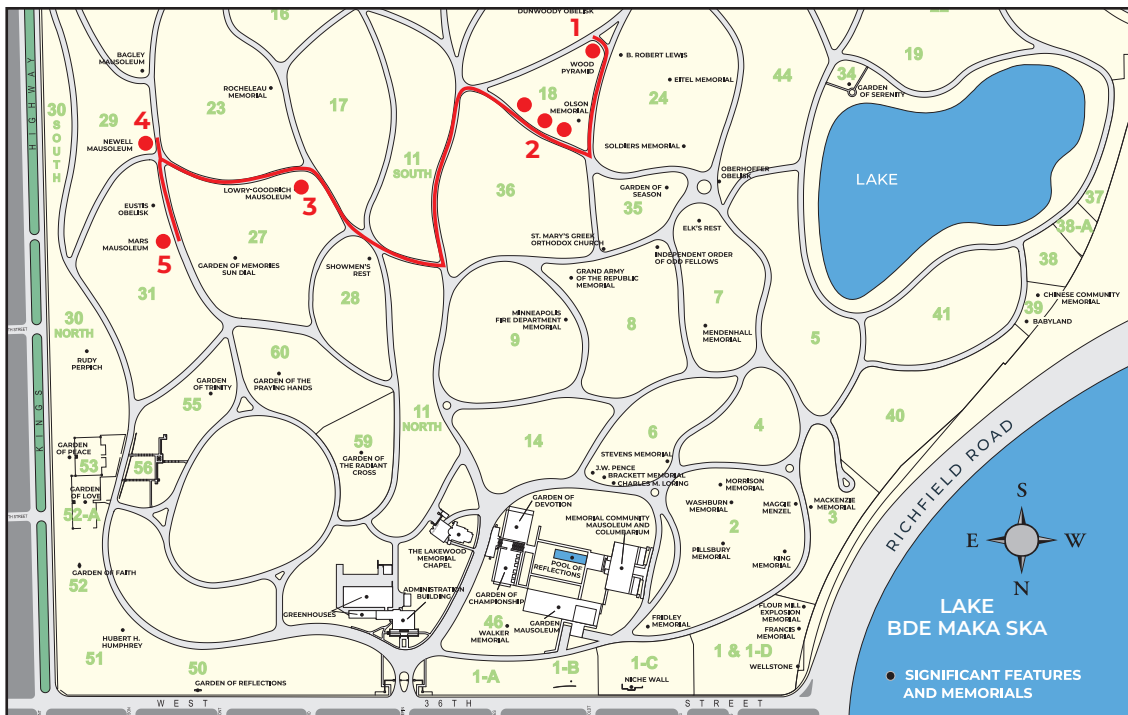 16
DUNWOODY OBELISK
22
19
1
BAGLEY
MAUSOLEUM
ROCHELEAU
MEMORIAL
23
17
WOOD
PYRAMID
B. ROBERT LEWIS
EITEL MEMORIAL
18
24
OLSON
MEMORIAL
44
34
GARDEN
OF SERENITY
30
SOUTH
HIGHWAY
29
4
NEWELL
MAUSOLEUM
2
SOLDIERS MEMORIAL
11
SOUTH
36
LAKE
3
LOWRY-GOODRICH
MAUSOLEUM
GARDEN OF
SEASON
35
OBERHOFFER
OBELISK
37
38-A
EUSTIS
OBELISK
MARS
MAUSOLEUM
5
27
GARDEN OF MEMORIES
SUN DIAL
SHOWMEN'S
REST
28
ST. MARY'S GREEK
ORTHODOX CHURCH
ELK'S REST
INDEPENDENT ORDER
OF ODD FELLOWS
GRAND ARMY
OF THE REPUBLIC
MEMORIAL
38
31
7
CHINESE COMMUNITY
MEMORIAL
39
BABYLAND
30
NORTH
MINNEAPOLIS
FIRE DEPARTMENT
MEMORIAL
9
8
MENDENHALL
MEMORIAL
5
41
TH STREET
KINGS
RUDY
PERPICH
60
GARDEN OF THE
PRAYING HANDS
GARDEN
OF TRINITY
55
11
NORTH
14
6
4
40
GARDEN
OF PEACE
53
56
59
GARDEN OF
THE RADIANT
CROSS
STEVENS MEMORIAL
J.W. PENCE
BRACKETT MEMORIAL
CHARLES M. LORING
GARDEN
OF LOVE
52-A
GARDEN OF
DEVOTION
MORRISON
MEMORIAL
WASHBURN
MEMORIAL
2
MAGGIE
MENZEL
MACKENZIE
MEMORIAL
3
RICHFIELD ROAD
TH STREET
MEMORIAL COMMUNITY
MAUSOLEUM AND
COLUMBARIUM
PILLSBURY
MEMORIAL
KING
MEMORIAL
S
E
W
N
THE LAKEWOOD
MEMORIAL
CHAPEL
POOL OF
REFLECTIONS
GARDEN OF FAITH
52
ADMINISTRATION
BUILDING
GREENHOUSES
GARDEN OF
CHAMPIONSHIP
46
WALKER
MEMORIAL
GARDEN
MAUSOLEUM
FRIDLEY
MEMORIAL
FLOUR MILL
EXPLOSION
MEMORIAL
FRANCIS
MEMORIAL
LAKE
BDE MAKA SKA
HUBERT H.
HUMPHREY
51
50
GARDEN OF REFLECTIONS
1-A
1-B
1-C
NICHE WALL
1 & 1-D
WELLSTONE
SIGNIFICANT FEATURES
AND MEMORIALS
WEST 36TH STREET